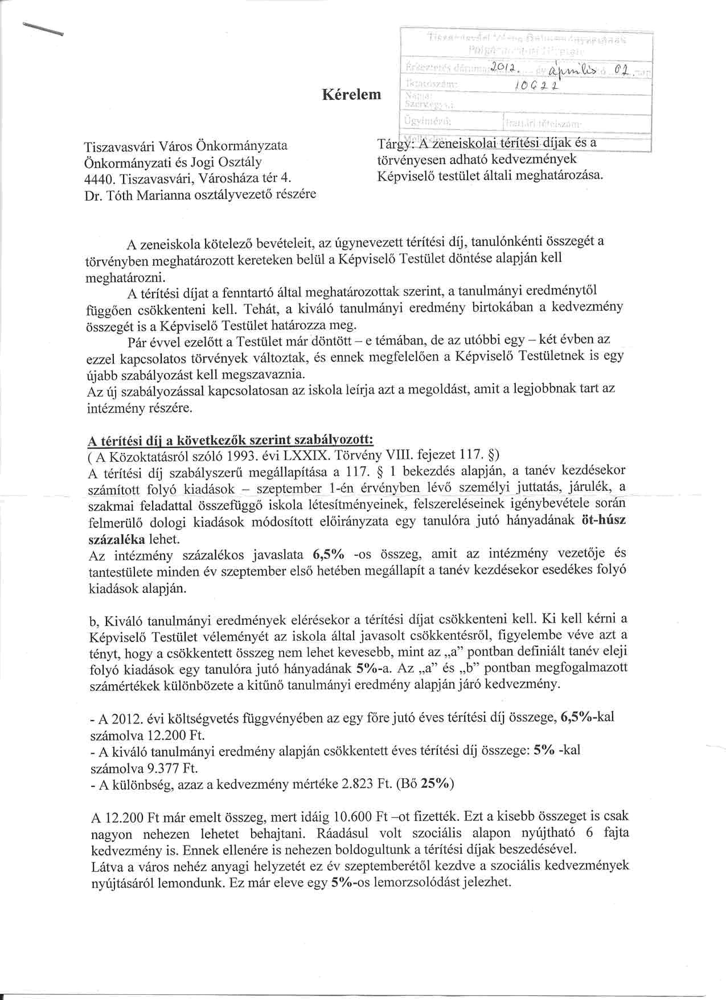 2012. április 02.
Kérelem
Tiszavasvári Város Önkormányzata
Önkormányzati és Jogi Osztály
4440. Tiszavasvári, Városháza tér 4.
Dr. Tóth Marianna osztályvezető részére
Tárgy: A zeneiskolai térítési díjak és a
törvényesen adható kedvezmények
Képviselő testület általi meghatározása.
A zeneiskola kötelező bevételeit, az úgynevezett térítési díj, tanulónkénti összegét a
törvényben meghatározott kereteken belül a Képviselő Testület döntése alapján kell
meghatározni.
A térítési díjat a fenntartó által meghatározottak szerint, a tanulmányi eredménytől
függően csökkenteni kell. Tehát, a kiváló tanulmányi eredmény birtokában a kedvezmény
összegét is a Képviselő Testület határozza meg.
Pár évvel ezelőtt a Testület már döntött – e témában, de az utóbbi egy – két évben az
ezzel kapcsolatos törvények változtak, és ennek megfelelően a Képviselő Testületnek is egy
újabb szabályozást kell megszavaznia.
Az új szabályozással kapcsolatosan az iskola leírja azt a megoldást, amit a legjobbnak tart az
intézmény részére.
A térítési díj a következők szerint szabályozott:
( A Közoktatásról szóló 1993. évi LXXIX. Törvény VIII. fejezet 117. §)
A térítési díj szabályszerű megállapítása a 117. § 1 bekezdés alapján, a tanév kezdésekor
számított folyó kiadások – szeptember 1-én érvényben lévő személyi juttatás, járulék, a
szakmai feladattal összefüggő iskola létesítményeinek, felszereléseinek igénybevétele során
felmerülő dologi kiadások módosított előirányzata egy tanulóra jutó hányadának öt-húsz
százaléka lehet.
Az intézmény százalékos javaslata 6,5% -os összeg, amit az intézmény vezetője és
tantestülete minden év szeptember első hetében megállapít a tanév kezdésekor esedékes folyó
kiadások alapján.
b, Kiváló tanulmányi eredmények elérésekor a térítési díjat csökkenteni kell. Ki kell kérni a
Képviselő Testület véleményét az iskola által javasolt csökkentésről, figyelembe véve azt a
tényt, hogy a csökkentett összeg nem lehet kevesebb, mint az „a” pontban definiált tanév eleji
folyó kiadások egy tanulóra jutó hányadának 5%-a. Az „a” és „b” pontban megfogalmazott
számértékek különbözete a kitűnő tanulmányi eredmény alapján járó kedvezmény.
- A 2012. évi költségvetés függvényében az egy főre jutó éves térítési díj összege, 6,5%-kal
számolva 12.200 Ft.
- A kiváló tanulmányi eredmény alapján csökkentett éves térítési díj összege: 5% -kal
számolva 9.377 Ft.
- A különbség, azaz a kedvezmény mértéke 2.823 Ft. (Bő 25%)
A 12.200 Ft már emelt összeg, mert idáig 10.600 Ft –ot fizették. Ezt a kisebb összeget is csak
nagyon nehezen lehetet behajtani. Ráadásul volt szociális alapon nyújtható 6 fajta
kedvezmény is. Ennek ellenére is nehezen boldogultunk a térítési díjak beszedésével.
Látva a város nehéz anyagi helyzetét ez év szeptemberétől kezdve a szociális kedvezmények
nyújtásáról lemondunk. Ez már eleve egy 5%-os lemorzsolódást jelezhet.